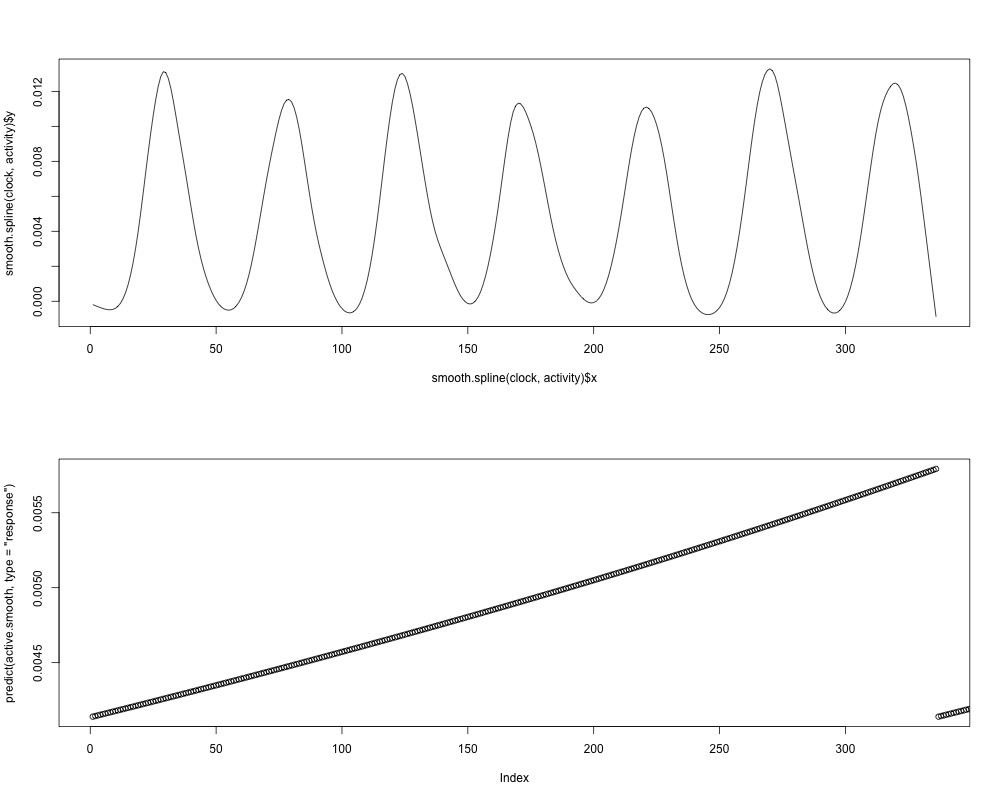 smooth.spline(clock, activity)$y
0.012
0.008
0.004
0.000
0 50 100 150 200 250 300
smooth.spline(clock, activity)$x
predict(active.smooth, type = "response")
0.0055
0.0050
0.0045
0 50 100 150 200 250 300
Index